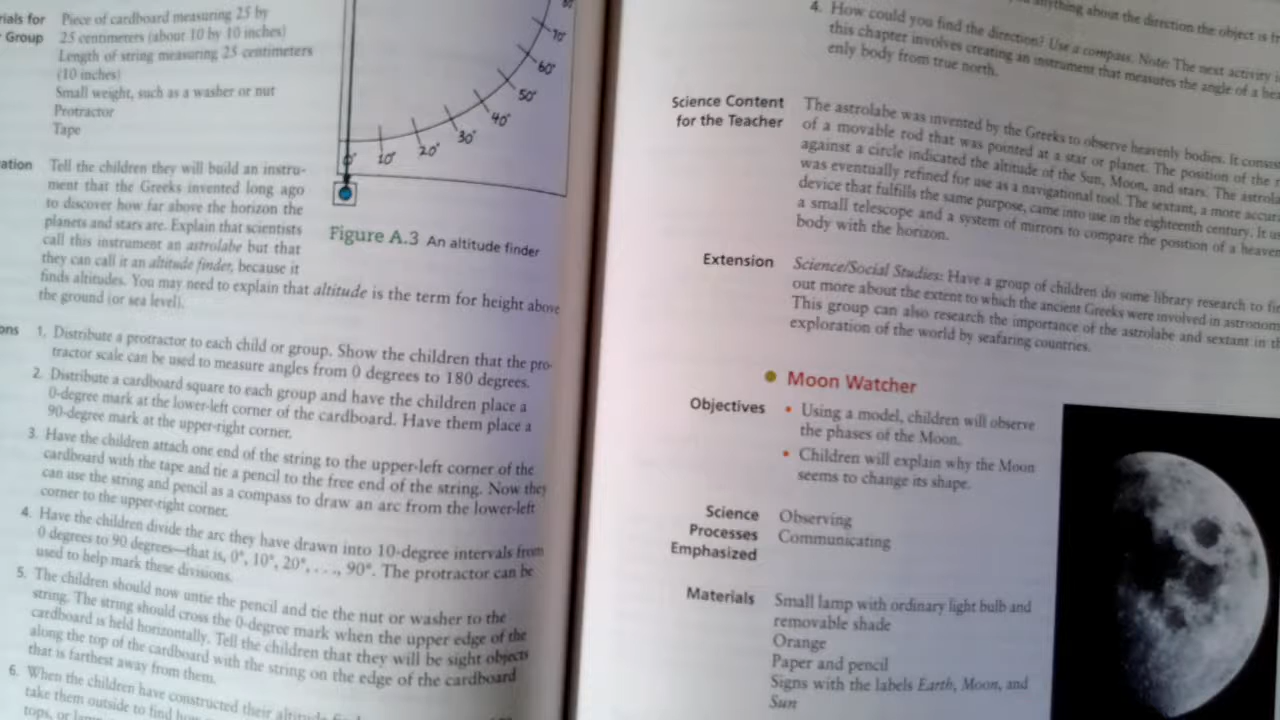 rials for
Group
Piece of cardboard measuring 25 by
25 centimeters (about 10 by 10 inches)
Length of string measuring 25 centimeters
(10 inches)
Small weight, such as a washer or nut
Protractor
Tape
ation
Tell the children they will build an instru-
ment that the Greeks invented long ago
to discover how far above the horizon the
planets and stars are. Explain that scientists
call this instrument an astrolabe but that
they can call it an altitude finder, because it
finds altitudes. You may need to explain that altitude is the term for height above
the ground (or sea level).
0°
10°
20°
30°
40°
50°
60°
70°
Figure A.3 An altitude finder
ons
1. Distribute a protractor to each child or group. Show the children that the pro-
tractor scale can be used to measure angles from 0 degrees to 180 degrees.
2. Distribute a cardboard square to each group and have the children place a
0-degree mark at the lower-left corner of the cardboard. Have them place a
90-degree mark at the upper-right corner.
3. Have the children attach one end of the string to the upper-left corner of the
cardboard with the tape and tie a pencil to the free end of the string. Now they
can use the string and pencil as a compass to draw an arc from the lower-left
corner to the upper-right corner.
4. Have the children divide the arc they have drawn into 10-degree intervals from
0 degrees to 90 degrees—that is, 0°, 10°, 20°, . . . , 90°. The protractor can be
used to help mark these divisions.
5. The children should now untie the pencil and tie the nut or washer to the
string. The string should cross the 0-degree mark when the upper edge of the
cardboard is held horizontally. Tell the children that they will be sight objects
along the top of the cardboard with the string on the edge of the cardboard
that is farthest away from them.
6. When the children have constructed their altitude
take them outside to find how
tops, or
anything about the direction the object is
4. How could you find the direction? Use a compass. Note: The next activity
this chapter involves creating an instrument that measures the angle of a
enly body from true north.
Science Content
for the Teacher
The astrolabe was invented by the Greeks to observe heavenly bodies. It
of a movable rod that was pointed at a star or planet. The position of the
against a circle indicated the altitude of the Sun, Moon, and stars. The
was eventually refined for use as a navigational tool. The sextant, a more
device that fulfills the same purpose, came into use in the eighteenth century. It
a small telescope and a system of mirrors to compare the position of a
body with the horizon.
Extension
Science/Social Studies: Have a group of children do some library research to
out more about the extent to which the ancient Greeks were involved in
This group can also research the importance of the astrolabe and sextant in
exploration of the world by seafaring countries.
Moon Watcher
Objectives
• Using a model, children will observe
the phases of the Moon.
• Children will explain why the Moon
seems to change its shape.
Science
Processes
Emphasized
Observing
Communicating
Materials
Small lamp with ordinary light bulb and
removable shade
Orange
Paper and pencil
Signs with the labels Earth, Moon, and
Sun